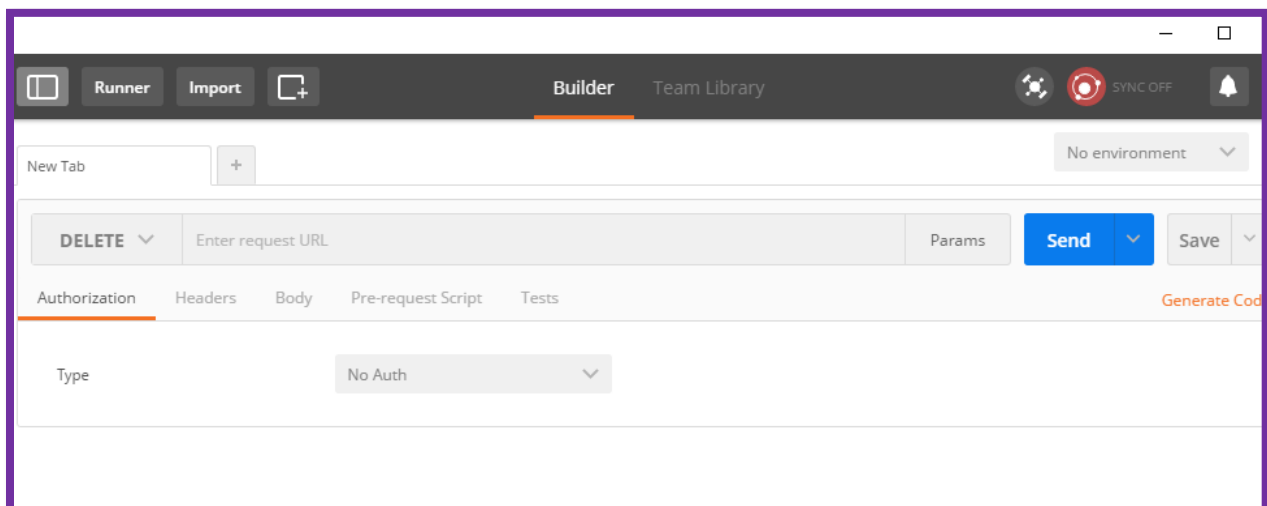 Runner Import Builder Team Library SYNC OFF
New Tab + No environment
DELETE Enter request URL Params Send Save
Authorization Headers Body Pre-request Script Tests Generate Cod
Type No Auth